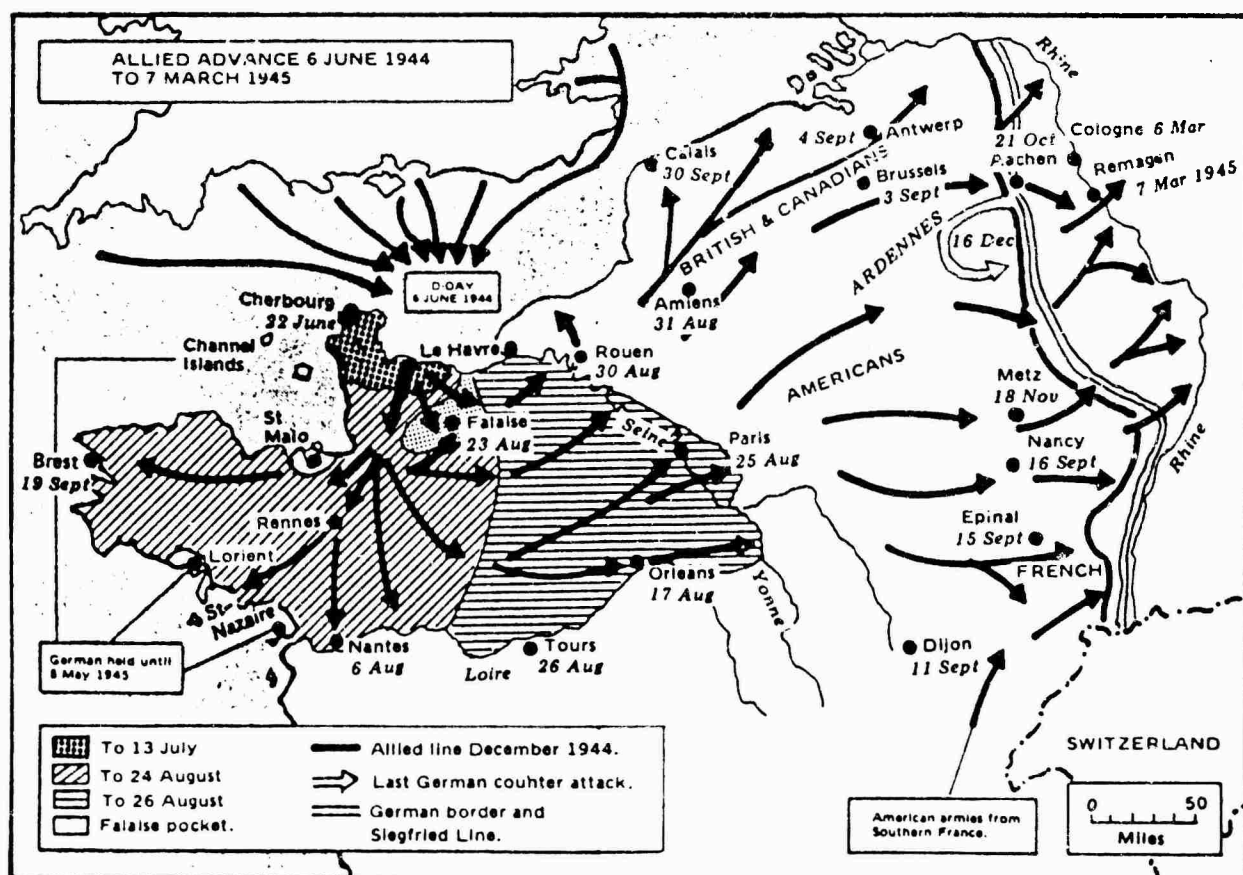 ALLIED ADVANCE 6 JUNE 1944
TO 7 MARCH 1945
Rhine
4 Sept
Antwerp
21 Oct
Aachen
Cologne 6 Mar
Remagen
7 Mar 1945
Calais
30 Sept
Brussels
3 Sept
BRITISH & CANADIANS
ARDENNES
16 Dec
D-DAY
6 JUNE 1944
Amiens
31 Aug
Cherbourg
22 June
Channel
Islands
Le Havre
Rouen
30 Aug
AMERICANS
Metz
18 Nov
Falaise
23 Aug
Seine
Paris
25 Aug
St
Malo
Brest
19 Sept
Nancy
16 Sept
Rhine
Rennes
Epinal
15 Sept
FRENCH
Lorient
Orleans
17 Aug
Yonne
St-
Nazaire
Nantes
6 Aug
Loire
Tours
26 Aug
Dijon
11 Sept
German held until
8 May 1945
SWITZERLAND
To 13 July
To 24 August
To 26 August
Falaise pocket.
Allied line December 1944.
Last German couhter attack.
German border and
Siegfried Line.
American armies from
Southern France.
0 50
Miles